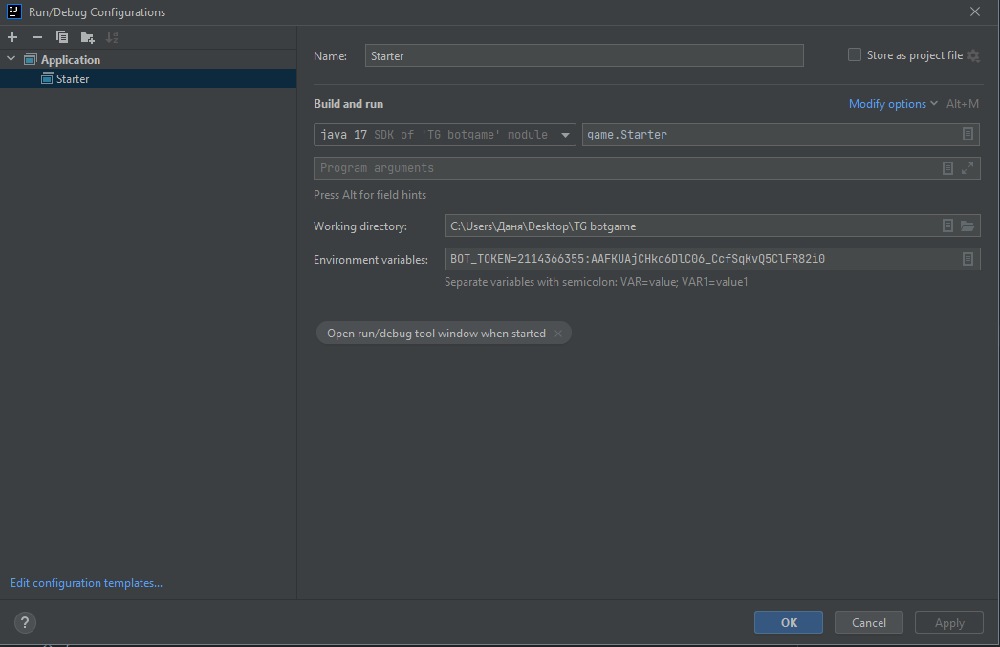 Run/Debug Configurations
Application
Starter
Name: Starter Store as project file
Build and run Modify options Alt+M
java 17 SDK of 'TG botgame' module game.Starter
Program arguments
Press Alt for field hints
Working directory: C:\Users\Даня\Desktop\TG botgame
Environment variables: BOT_TOKEN=2114366355:AAFKUAjCHkc6DlC06_CcfSqKvQ5ClFR82i0
Separate variables with semicolon: VAR=value; VAR1=value1
Open run/debug tool window when started
Edit configuration templates...
? OK Cancel Apply